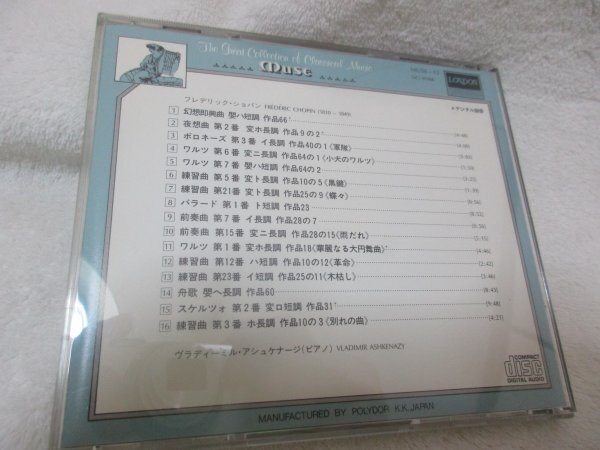 The Great Collection of Classical Music
Muse
LONDON
フレデリック・ショパン FRÉDÉRIC CHOPIN (1810 - 1849)
*デジタル録音
1 幻想即興曲 嬰ハ短調 作品66*
2 夜想曲 第2番 変ホ長調 作品9の2* [4:48]
3 ポロネーズ 第3番 イ長調 作品40の1《軍隊》
4 ワルツ 第6番 変ニ長調 作品64の1《小犬のワルツ》
5 ワルツ 第7番 嬰ハ短調 作品64の2
6 練習曲 第5番 変ト長調 作品10の5《黒鍵》
7 練習曲 第21番 変ト長調 作品25の9《蝶々》
8 バラード 第1番 ト短調 作品23
9 前奏曲 第7番 イ長調 作品28の7
10 前奏曲 第15番 変ニ長調 作品28の15《雨だれ》
11 ワルツ 第1番 変ホ長調 作品18《華麗なる大円舞曲》* [5:15]
12 練習曲 第12番 ハ短調 作品10の12《革命》 [4:46]
13 練習曲 第23番 イ短調 作品25の11《木枯し》 [2:42]
14 舟歌 嬰ヘ長調 作品60 [3:46]
15 スケルツォ 第2番 変ロ短調 作品31* [8:43]
16 練習曲 第3番 ホ長調 作品10の3《別れの曲》 [9:48]
[4:21]
ヴラディーミル・アシュケナージ(ピアノ) VLADIMIR ASHKENAZY
COMPACT
disc
DIGITAL AUDIO
MANUFACTURED BY POLYDOR K.K. JAPAN